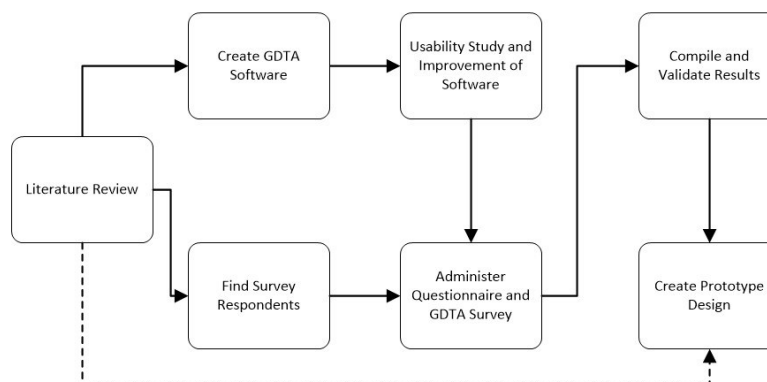 Create GDTA
Software
Usability Study and
Improvement of
Software
Compile and
Validate Results
Literature Review
Find Survey
Respondents
Administer
Questionnaire and
GDTA Survey
Create Prototype
Design